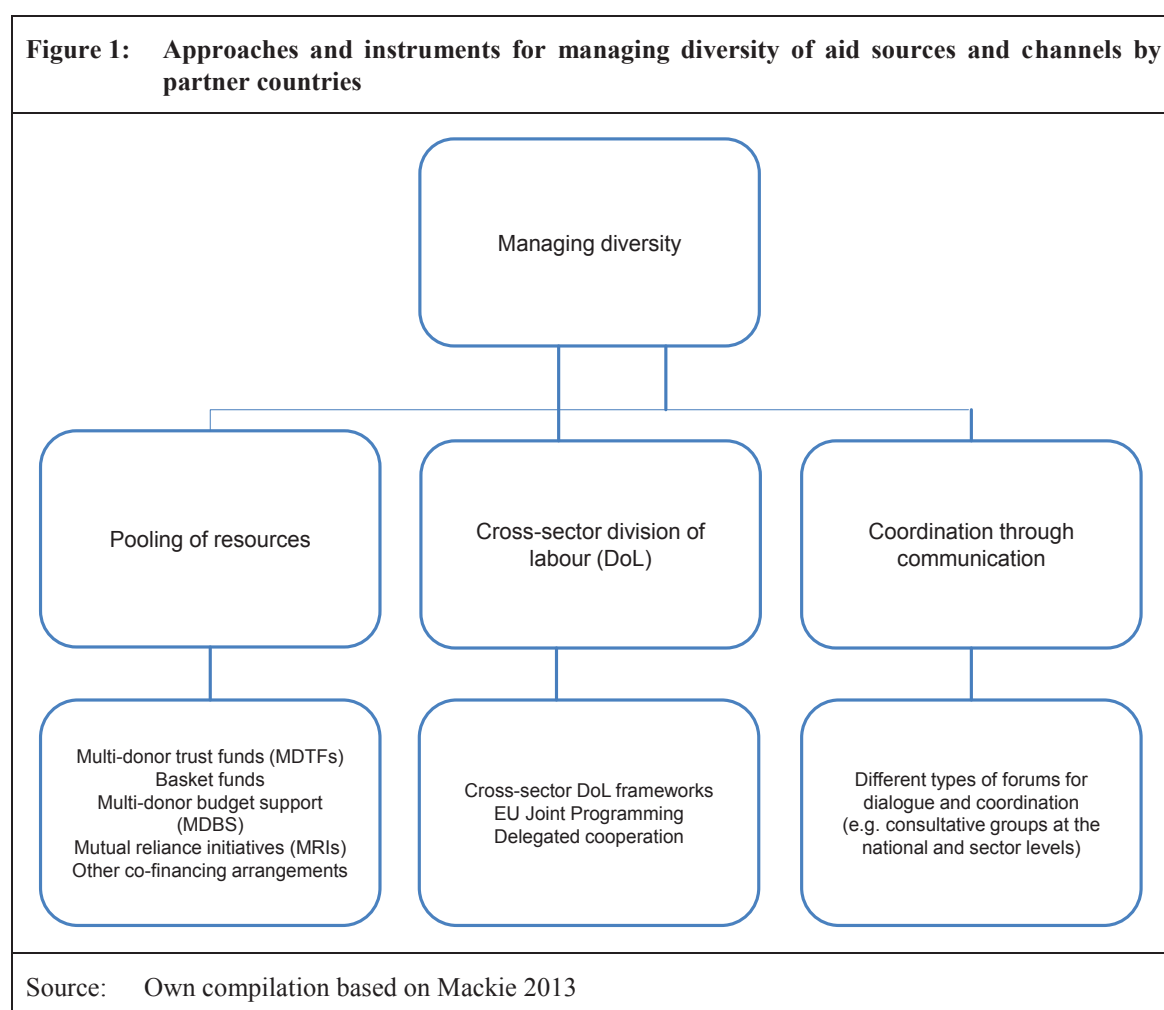 Figure 1: Approaches and instruments for managing diversity of aid sources and channels by
partner countries
Managing diversity
Pooling of resources
Cross-sector division of
labour (DoL)
Coordination through
communication
Multi-donor trust funds (MDTFs)
Basket funds
Multi-donor budget support
(MDBS)
Mutual reliance initiatives (MRIs)
Other co-financing arrangements
Cross-sector DoL frameworks
EU Joint Programming
Delegated cooperation
Different types of forums for
dialogue and coordination
(e.g. consultative groups at the
national and sector levels)
Source: Own compilation based on Mackie 2013